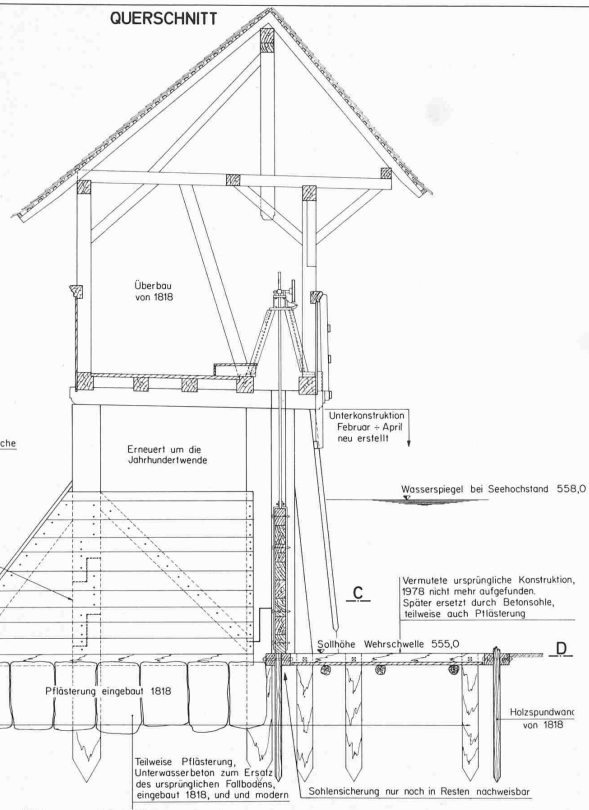 QUERSCHNITT
Überbau
von 1818
Unterkonstruktion
Februar ÷ April
neu erstellt
che
Erneuert um die
Jahrhundertwende
Wasserspiegel bei Seehochstand 558,0
C
Vermutete ursprüngliche Konstruktion,
1978 nicht mehr aufgefunden.
Später ersetzt durch Betonsohle,
teilweise auch Pflästerung
Sollhöhe Wehrschwelle 555,0
D
Pflästerung eingebaut 1818
Holzspundwand
von 1818
Teilweise Pflästerung,
Unterwasserbeton zum Ersatz
des ursprünglichen Fallbodens,
eingebaut 1818, und und modern
Sohlensicherung nur noch in Resten nachweisbar